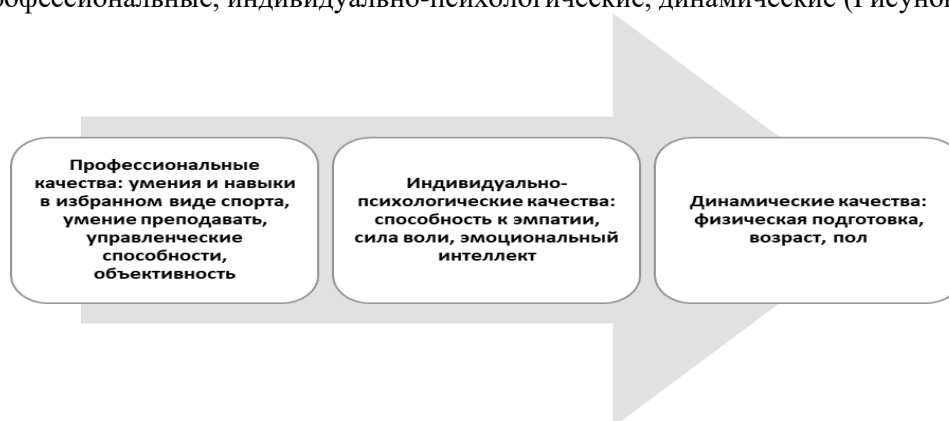 профессиональные, индивидуально-психологические, динамические (Рисунок
Профессиональные
качества: умения и навыки
в избранном виде спорта,
умение преподавать,
управленческие
способности,
объективность
Индивидуально-
психологические качества:
способность к эмпатии,
сила воли, эмоциональный
интеллект
Динамические качества:
физическая подготовка,
возраст, пол